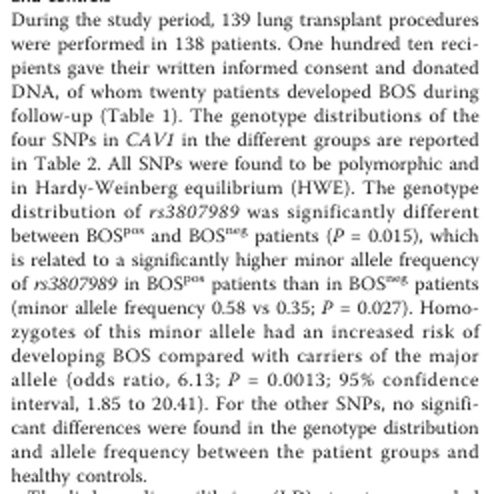 During the study period, 139 lung transplant procedures
were performed in 138 patients. One hundred ten reci-
pients gave their written informed consent and donated
DNA, of whom twenty patients developed BOS during
follow-up (Table 1). The genotype distributions of the
four SNPs in CAV1 in the different groups are reported
in Table 2. All SNPs were found to be polymorphic and
in Hardy-Weinberg equilibrium (HWE). The genotype
distribution of rs3807989 was significantly different
between BOSpos and BOSneg patients (P = 0.015), which
is related to a significantly higher minor allele frequency
of rs3807989 in BOSpos patients than in BOSneg patients
(minor allele frequency 0.58 vs 0.35; P = 0.027). Homo-
zygotes of this minor allele had an increased risk of
developing BOS compared with carriers of the major
allele (odds ratio, 6.13; P = 0.0013; 95% confidence
interval, 1.85 to 20.41). For the other SNPs, no signifi-
cant differences were found in the genotype distribution
and allele frequency between the patient groups and
healthy controls.